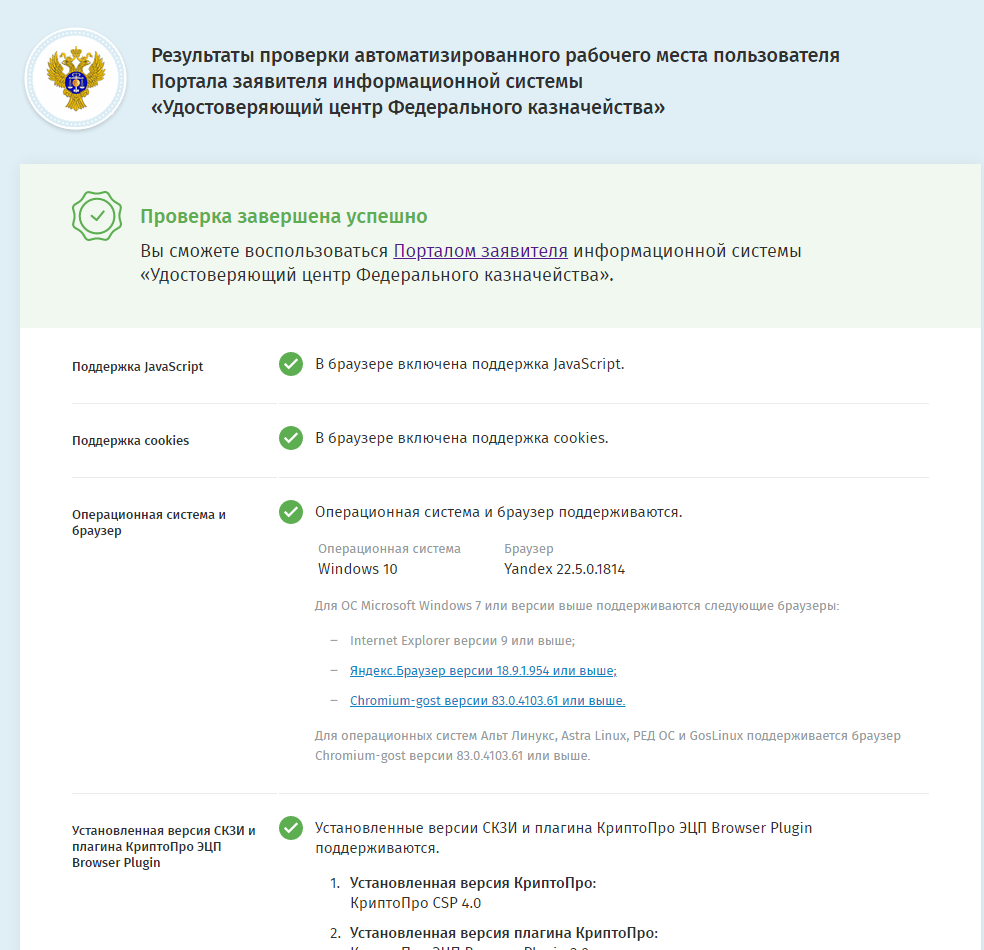 Результаты проверки автоматизированного рабочего места пользователя
Портала заявителя информационной системы
«Удостоверяющий центр Федерального казначейства»
Проверка завершена успешно
Вы сможете воспользоваться Порталом заявителя информационной системы
«Удостоверяющий центр Федерального казначейства».
Поддержка JavaScript
В браузере включена поддержка JavaScript.
Поддержка cookies
В браузере включена поддержка cookies.
Операционная система и
браузер
Операционная система и браузер поддерживаются.
Операционная система
Браузер
Windows 10
Yandex 22.5.0.1814
Для ОС Microsoft Windows 7 или версии выше поддерживаются следующие браузеры:
– Internet Explorer версии 9 или выше;
– Яндекс.Браузер версии 18.9.1.954 или выше;
– Chromium-gost версии 83.0.4103.61 или выше.
Для операционных систем Альт Линукс, Astra Linux, РЕД ОС и GosLinux поддерживается браузер
Chromium-gost версии 83.0.4103.61 или выше.
Установленная версия СКЗИ и
плагина КриптоПро ЭЦП
Browser Plugin
Установленные версии СКЗИ и плагина КриптоПро ЭЦП Browser Plugin
поддерживаются.
1. Установленная версия КриптоПро:
КриптоПро CSP 4.0
2. Установленная версия плагина КриптоПро: